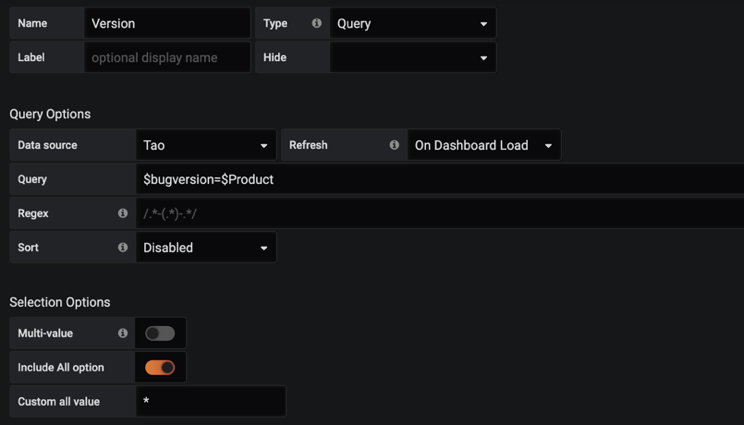 Name Version Type Query
Label optional display name Hide
Query Options
Data source Tao Refresh On Dashboard Load
Query $bugversion=$Product
Regex /.*-(.*)-.*/
Sort Disabled
Selection Options
Multi-value
Include All option
Custom all value *